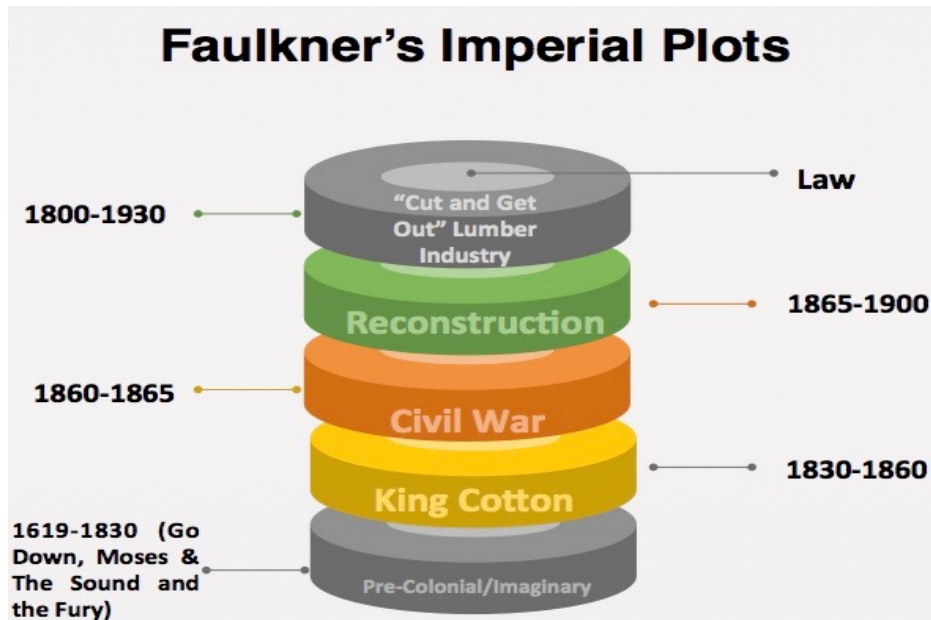 Faulkner's Imperial Plots
Law
"Cut and Get
Out" Lumber
Industry
1800-1930
Reconstruction
1865-1900
1860-1865
Civil War
1830-1860
King Cotton
1619-1830 (Go
Down, Moses &
The Sound and
the Fury)
Pre-Colonial/Imaginary